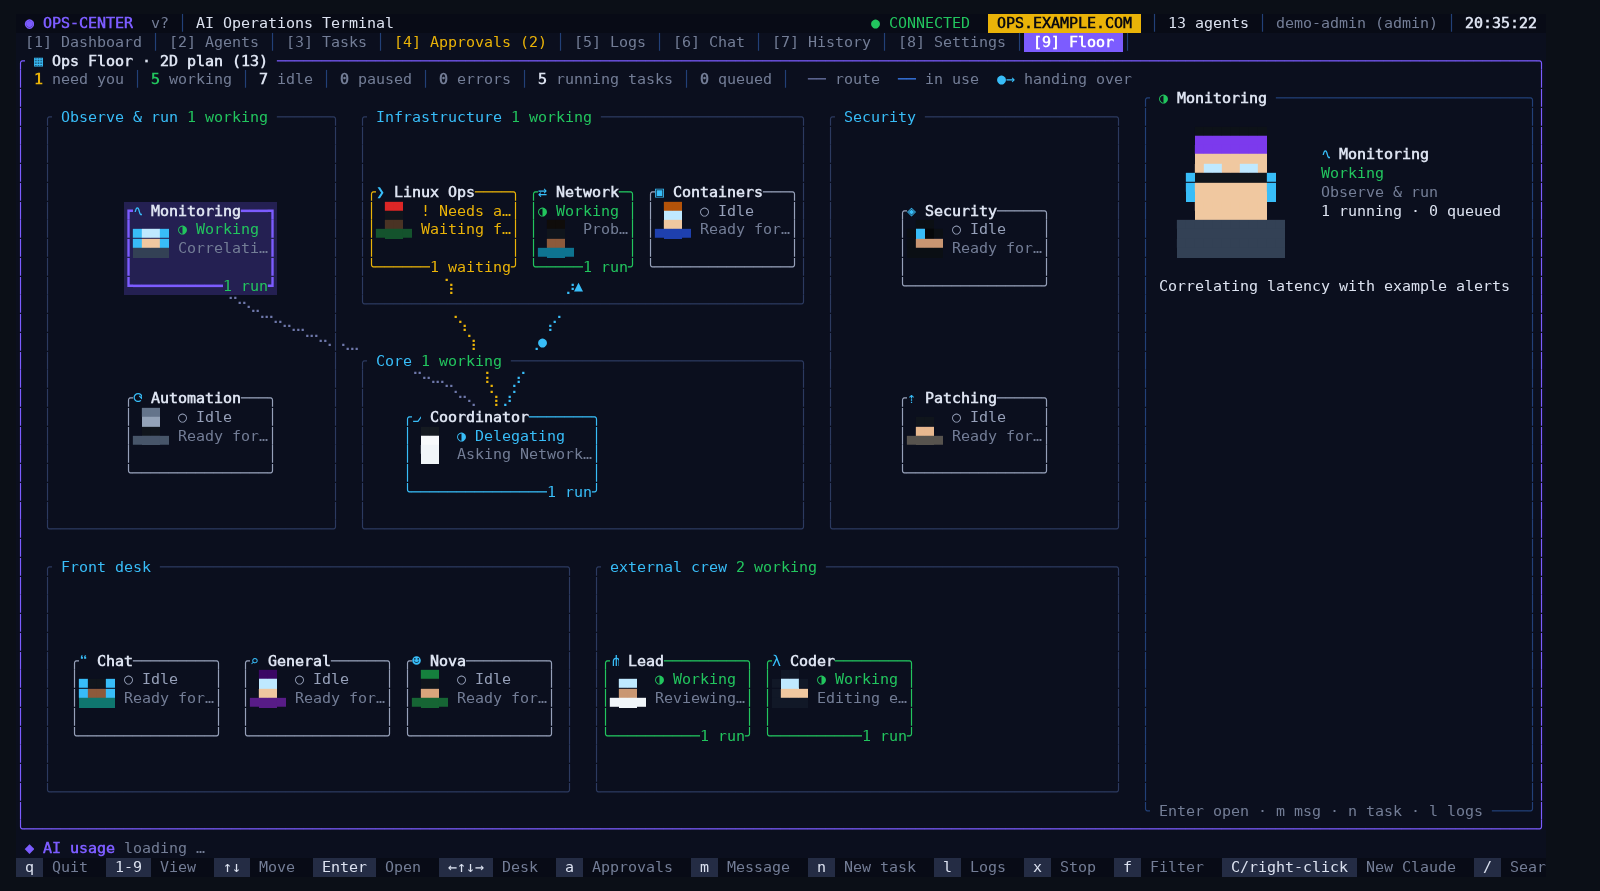 ◉ OPS-CENTER v? │ AI Operations Terminal ● CONNECTED OPS.EXAMPLE.COM │ 13 agents │ demo-admin (admin) │ 20:35:22
[1] Dashboard │ [2] Agents │ [3] Tasks │ [4] Approvals (2) │ [5] Logs │ [6] Chat │ [7] History │ [8] Settings │ [9] Floor
▦ Ops Floor · 2D plan (13)
1 need you │ 5 working │ 7 idle │ 0 paused │ 0 errors │ 5 running tasks │ 0 queued │ ── route ── in use ●→ handing over
Observe & run 1 working
Monitoring
◑ Working
Correlati…
1 run
Automation
○ Idle
Ready for…
Infrastructure 1 working
❯ Linux Ops
! Needs a…
Waiting f…
1 waiting
⇄ Network
◑ Working
Prob…
1 run
▣ Containers
○ Idle
Ready for…
Core 1 working
Coordinator
◑ Delegating
Asking Network…
1 run
Security
◈ Security
○ Idle
Ready for…
⇡ Patching
○ Idle
Ready for…
Front desk
❝ Chat
○ Idle
Ready for…
⌕ General
○ Idle
Ready for…
☻ Nova
○ Idle
Ready for…
external crew 2 working
⋔ Lead
◑ Working
Reviewing…
1 run
λ Coder
◑ Working
Editing e…
1 run
◑ Monitoring
∿ Monitoring
Working
Observe & run
1 running · 0 queued
Correlating latency with example alerts
Enter open · m msg · n task · l logs
◆ AI usage loading …
q Quit 1-9 View ↑↓ Move Enter Open ←↑↓→ Desk a Approvals m Message n New task l Logs x Stop f Filter C/right-click New Claude / Sear